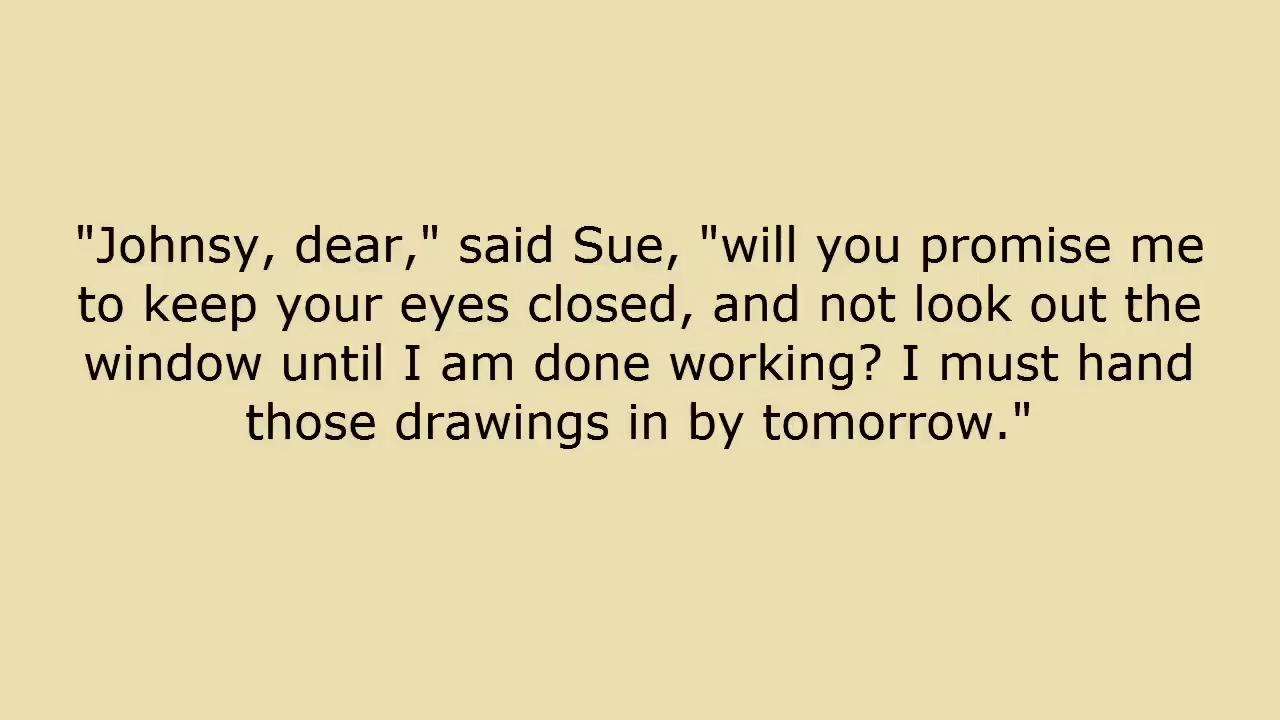 "Johnsy, dear," said Sue, "will you promise me
to keep your eyes closed, and not look out the
window until I am done working? I must hand
those drawings in by tomorrow."